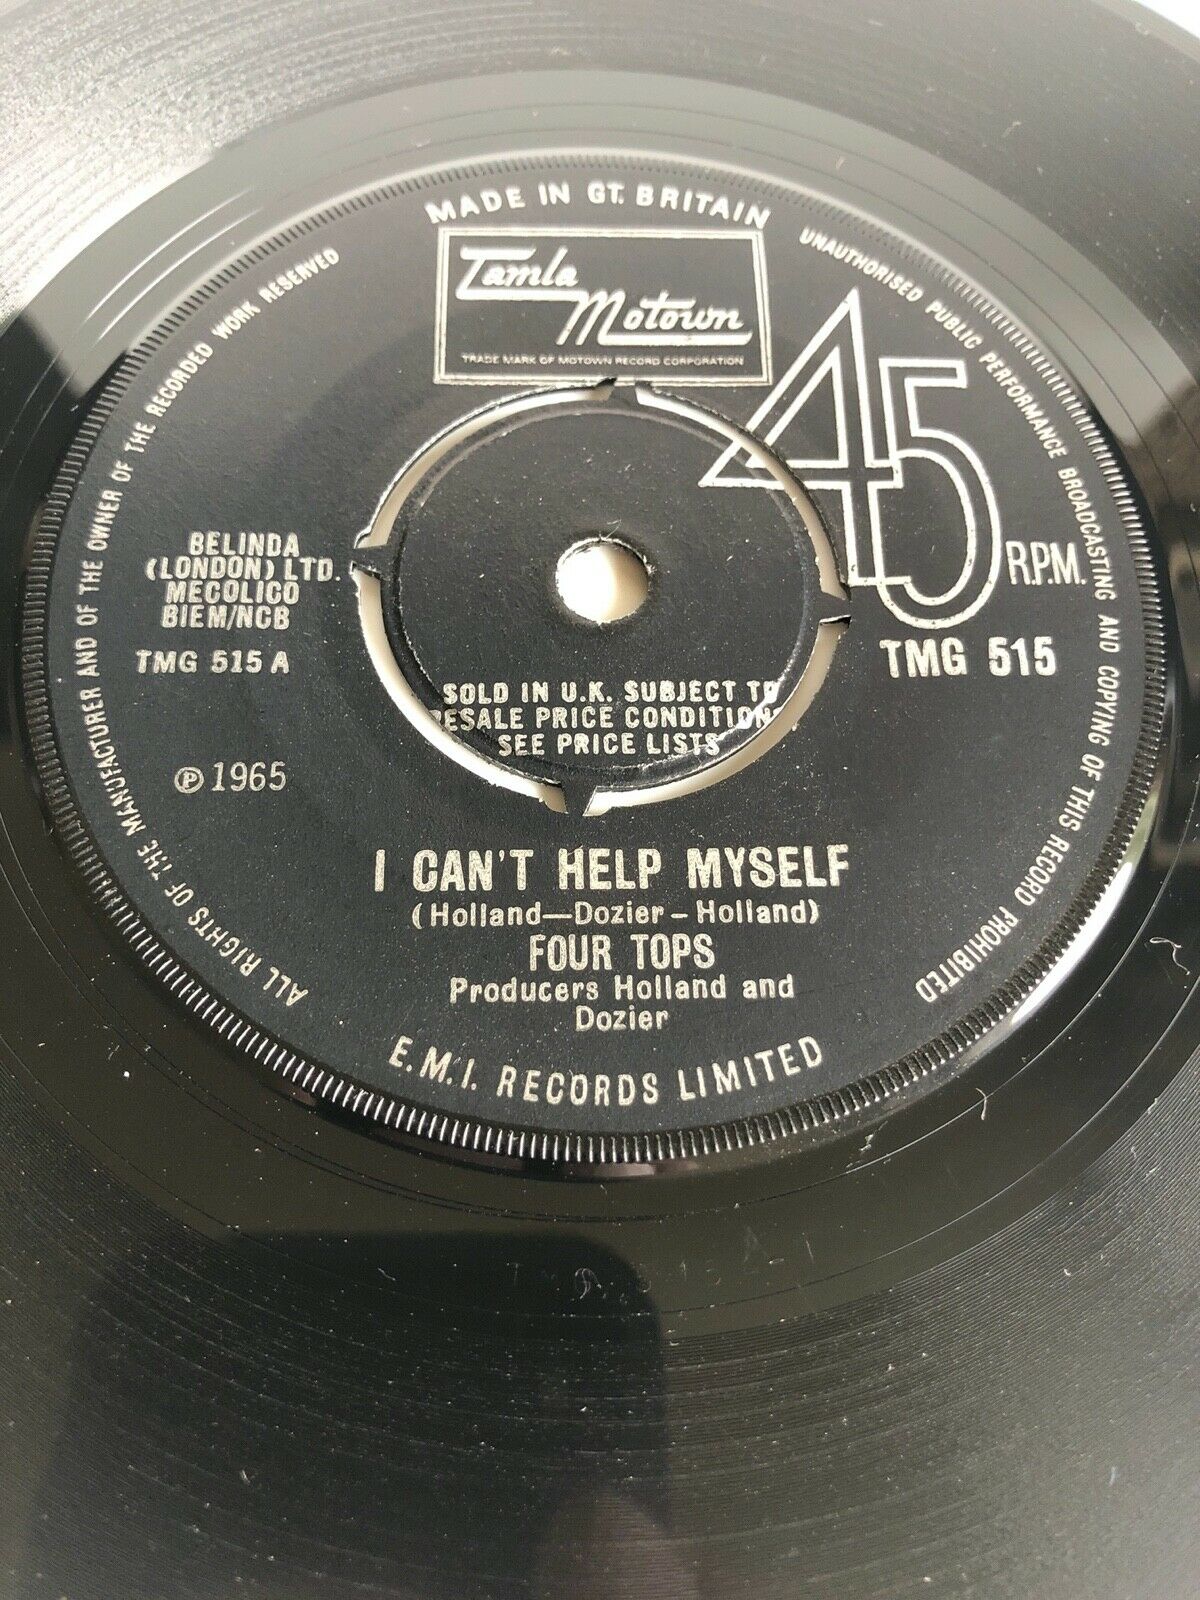 MADE IN GT. BRITAIN
Tamla
Motown
TRADE MARK OF MOTOWN RECORD CORPORATION
UNAUTHORISED PUBLIC PERFORMANCE BROADCASTING AND COPYING OF THIS RECORD PROHIBITED
ALL RIGHTS OF THE MANUFACTURER AND OF THE OWNER OF THE RECORDED WORK RESERVED
45
R.P.M.
TMG 515
BELINDA
(LONDON) LTD.
MECOLICO
BIEM/NCB
TMG 515 A
℗ 1965
SOLD IN U.K. SUBJECT TO
RESALE PRICE CONDITIONS,
SEE PRICE LISTS
I CAN'T HELP MYSELF
(Holland—Dozier – Holland)
FOUR TOPS
Producers Holland and
Dozier
E.M.I. RECORDS LIMITED